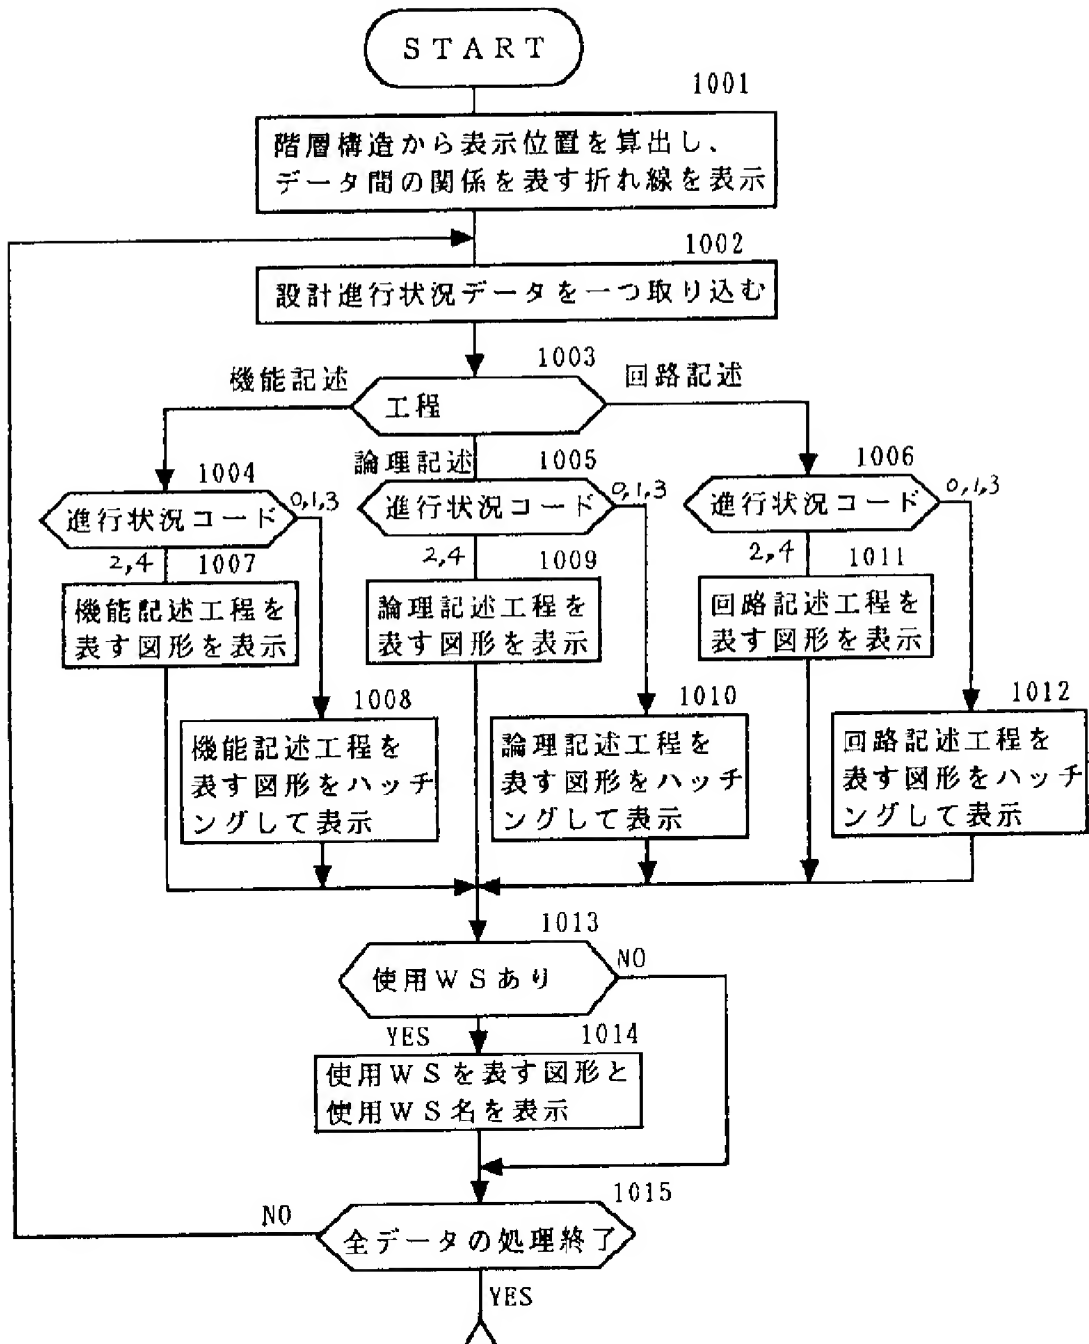 START
1001
階層構造から表示位置を算出し、
データ間の関係を表す折れ線を表示
1002
設計進行状況データを一つ取り込む
1003
機能記述
回路記述
工程
論理記述
1004
1005
1006
進行状況コード
0,1,3
進行状況コード
0,1,3
進行状況コード
0,1,3
2,4
1007
2,4
1009
2,4
1011
機能記述工程を
表す図形を表示
論理記述工程を
表す図形を表示
回路記述工程を
表す図形を表示
1008
1010
1012
機能記述工程を
表す図形をハッチ
ングして表示
論理記述工程を
表す図形をハッチ
ングして表示
回路記述工程を
表す図形をハッチ
ングして表示
1013
使用WSあり
NO
YES
1014
使用WSを表す図形と
使用WS名を表示
1015
NO
全データの処理終了
YES